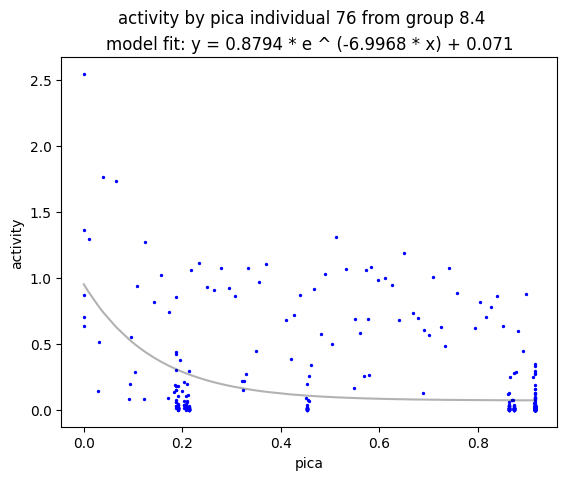 activity by pica individual 76 from group 8.4
model fit: y = 0.8794 * e ^ (-6.9968 * x) + 0.071
2.5
2.0
1.5
1.0
0.5
0.0
activity
0.0 0.2 0.4 0.6 0.8
pica